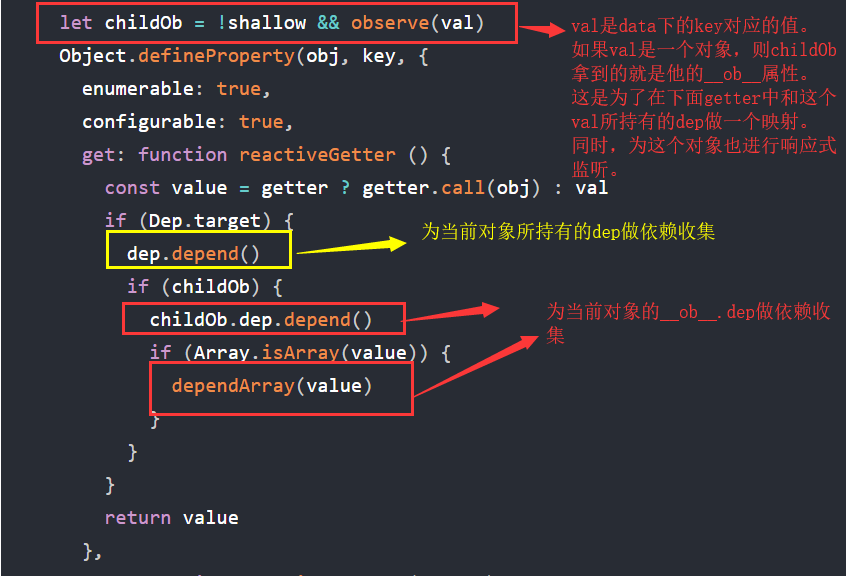 let childOb = !shallow && observe(val)
val是data下的key对应的值。
如果val是一个对象，则childOb
拿到的就是他的__ob__属性。
这是为了在下面getter中和这个
val所持有的dep做一个映射。
同时，为这个对象也进行响应式
监听。
Object.defineProperty(obj, key, {
enumerable: true,
configurable: true,
get: function reactiveGetter () {
const value = getter ? getter.call(obj) : val
if (Dep.target) {
dep.depend()
为当前对象所持有的dep做依赖收集
if (childOb) {
childOb.dep.depend()
为当前对象的__ob__.dep做依赖收
集
if (Array.isArray(value)) {
dependArray(value)
}
}
}
return value
},